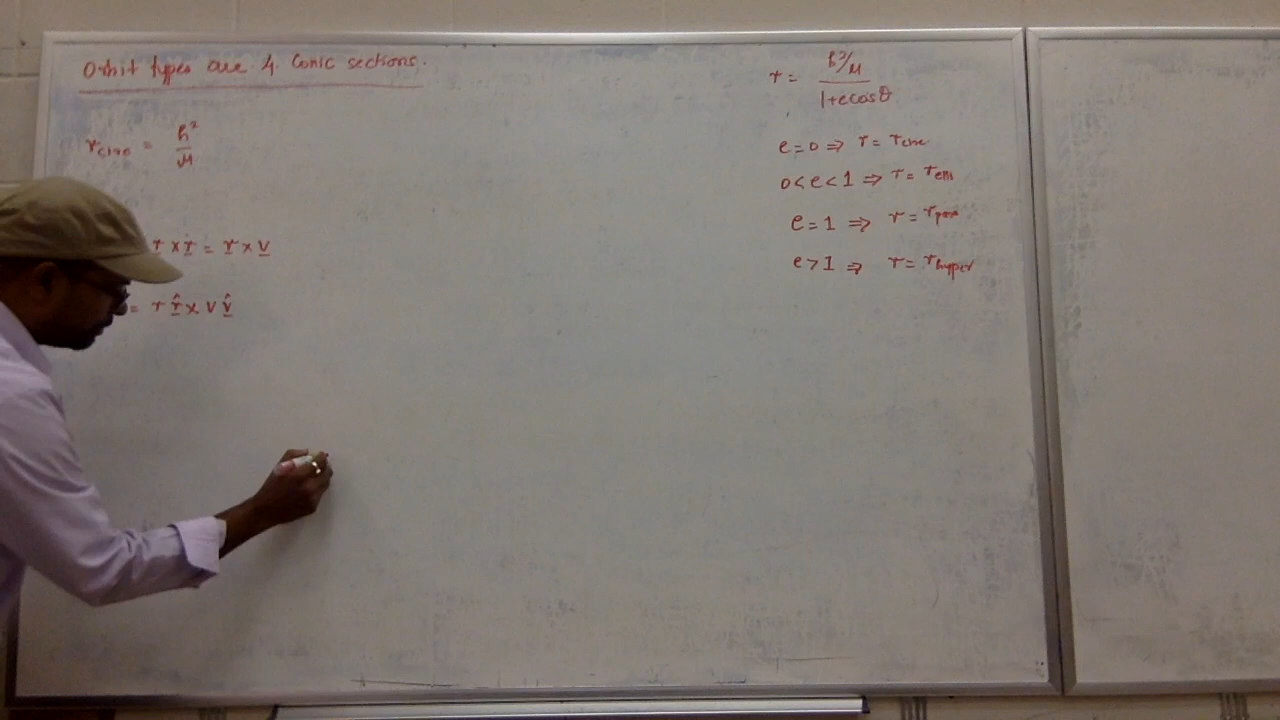 Orbit types are 4 Conic sections.
r_circ = h²/μ
r × ṙ = r × v
= r r̂ × v v̂
r = (h²/μ)/(1+e cos θ)
e = 0 ⇒ r = r_circ
0 < e < 1 ⇒ r = r_ellip
e = 1 ⇒ r = r_para
e > 1 ⇒ r = r_hyper